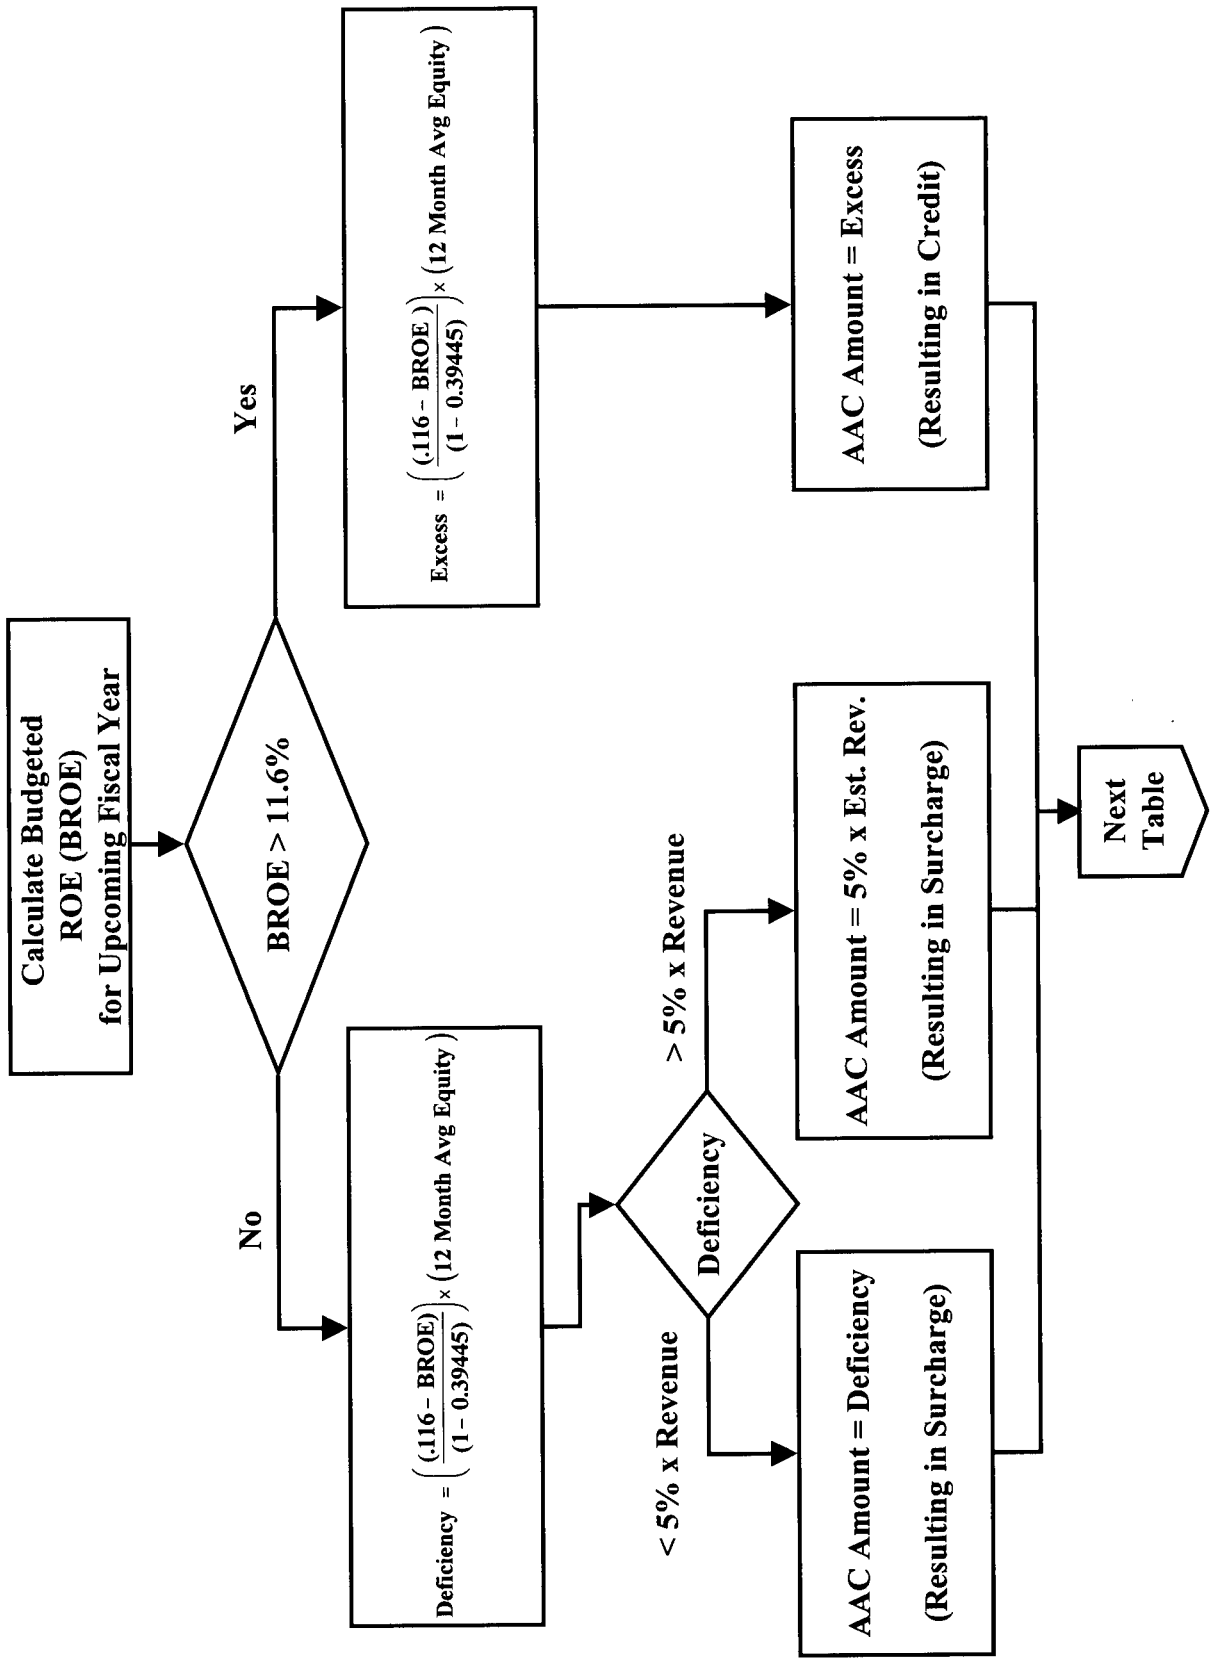 Calculate Budgeted
ROE (BROE)
for Upcoming Fiscal Year
BROE > 11.6%
No
Yes
Deficiency = ((.116 – BROE) / (1 – 0.39445)) × (12 Month Avg Equity)
Excess = ((.116 – BROE) / (1 – 0.39445)) × (12 Month Avg Equity)
Deficiency
< 5% x Revenue
> 5% x Revenue
AAC Amount = Deficiency
(Resulting in Surcharge)
AAC Amount = 5% x Est. Rev.
(Resulting in Surcharge)
AAC Amount = Excess
(Resulting in Credit)
Next
Table